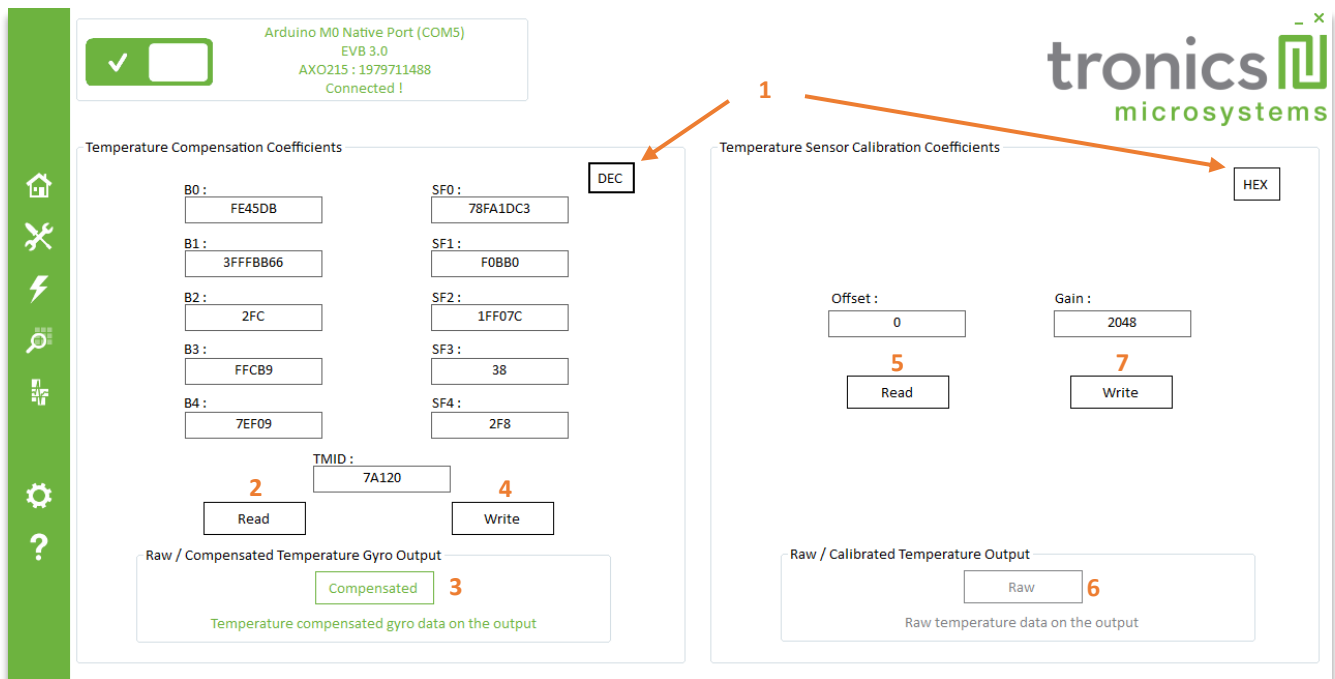 Arduino M0 Native Port (COM5)
EVB 3.0
AXO215 : 1979711488
Connected !
_ ×
tronics
microsystems
1
Temperature Compensation Coefficients
DEC
B0 :
FE45DB
SF0 :
78FA1DC3
B1 :
3FFFBB66
SF1 :
F0BB0
B2 :
2FC
SF2 :
1FF07C
B3 :
FFCB9
SF3 :
38
B4 :
7EF09
SF4 :
2F8
TMID :
7A120
2
4
Read
Write
Raw / Compensated Temperature Gyro Output
Compensated
3
Temperature compensated gyro data on the output
Temperature Sensor Calibration Coefficients
HEX
Offset :
Gain :
0
2048
5
7
Read
Write
Raw / Calibrated Temperature Output
Raw
6
Raw temperature data on the output
?